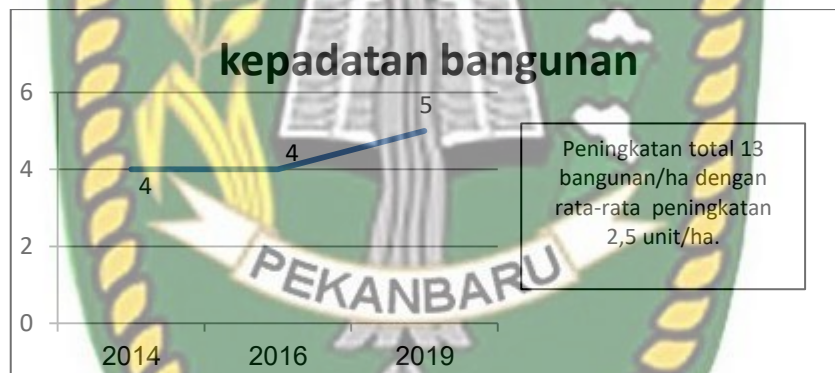 kepadatan bangunan
6
5
4
4
4
2
0
2014 2016 2019
Peningkatan total 13
bangunan/ha dengan
rata-rata peningkatan
2,5 unit/ha.
PEKANBARU